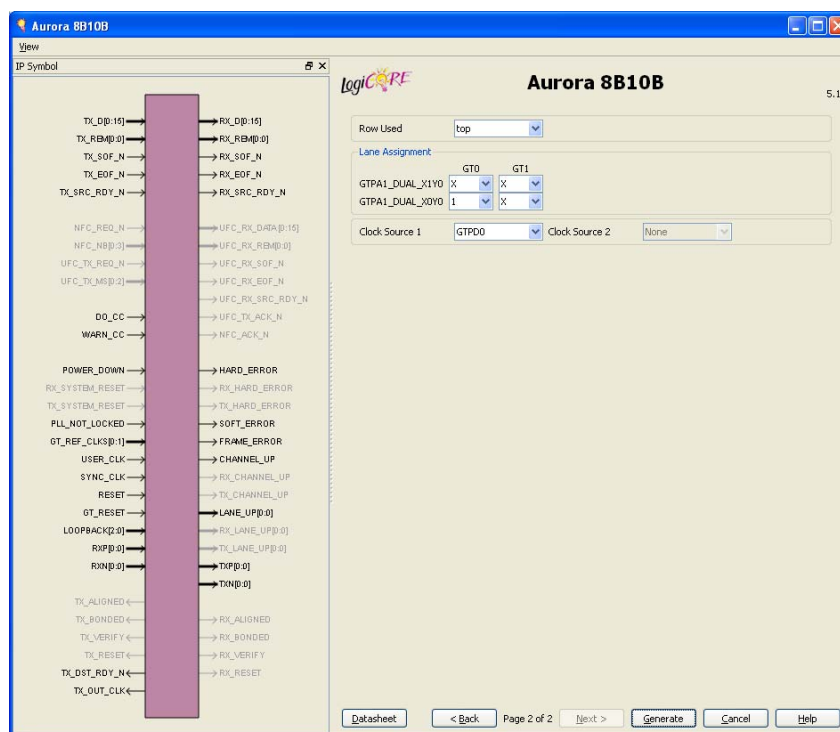 Aurora 8B10B
View
IP Symbol
LogiCORE
Aurora 8B10B
5.1
Row Used top
Lane Assignment
GT0 GT1
GTPA1_DUAL_X1Y0 X X
GTPA1_DUAL_X0Y0 1 X
Clock Source 1 GTPD0 Clock Source 2 None
TX_D[0:15] RX_D[0:15]
TX_REM[0:0] RX_REM[0:0]
TX_SOF_N RX_SOF_N
TX_EOF_N RX_EOF_N
TX_SRC_RDY_N RX_SRC_RDY_N
NFC_REQ_N UFC_RX_DATA[0:15]
NFC_NB[0:3] UFC_RX_REM[0:0]
UFC_TX_REQ_N UFC_RX_SOF_N
UFC_TX_MS[0:2] UFC_RX_EOF_N
UFC_RX_SRC_RDY_N
DO_CC UFC_TX_ACK_N
WARN_CC NFC_ACK_N
POWER_DOWN HARD_ERROR
RX_SYSTEM_RESET RX_HARD_ERROR
TX_SYSTEM_RESET TX_HARD_ERROR
PLL_NOT_LOCKED SOFT_ERROR
GT_REF_CLKS[0:1] FRAME_ERROR
USER_CLK CHANNEL_UP
SYNC_CLK RX_CHANNEL_UP
RESET TX_CHANNEL_UP
GT_RESET LANE_UP[0:0]
LOOPBACK[2:0] RX_LANE_UP[0:0]
RXP[0:0] TX_LANE_UP[0:0]
RXN[0:0] TXP[0:0]
TXN[0:0]
TX_ALIGNED
TX_BONDED RX_ALIGNED
TX_VERIFY RX_BONDED
TX_RESET RX_VERIFY
TX_DST_RDY_N RX_RESET
TX_OUT_CLK
Datasheet < Back Page 2 of 2 Next > Generate Cancel Help